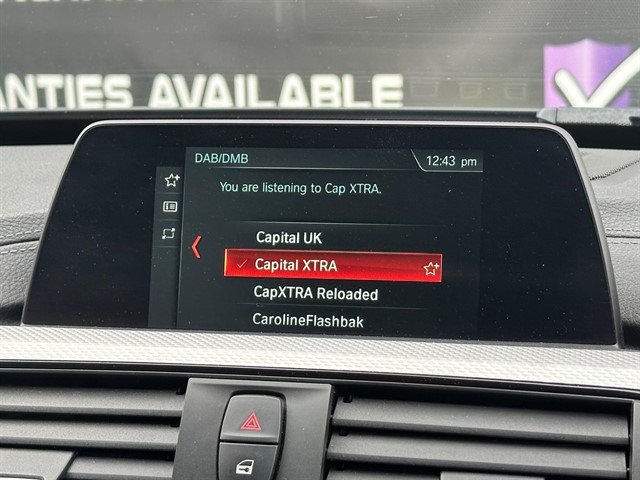 ANTIES AVAILABLE
DAB/DMB
12:43 pm
You are listening to Cap XTRA.
Capital UK
Capital XTRA
CapXTRA Reloaded
CarolineFlashbak